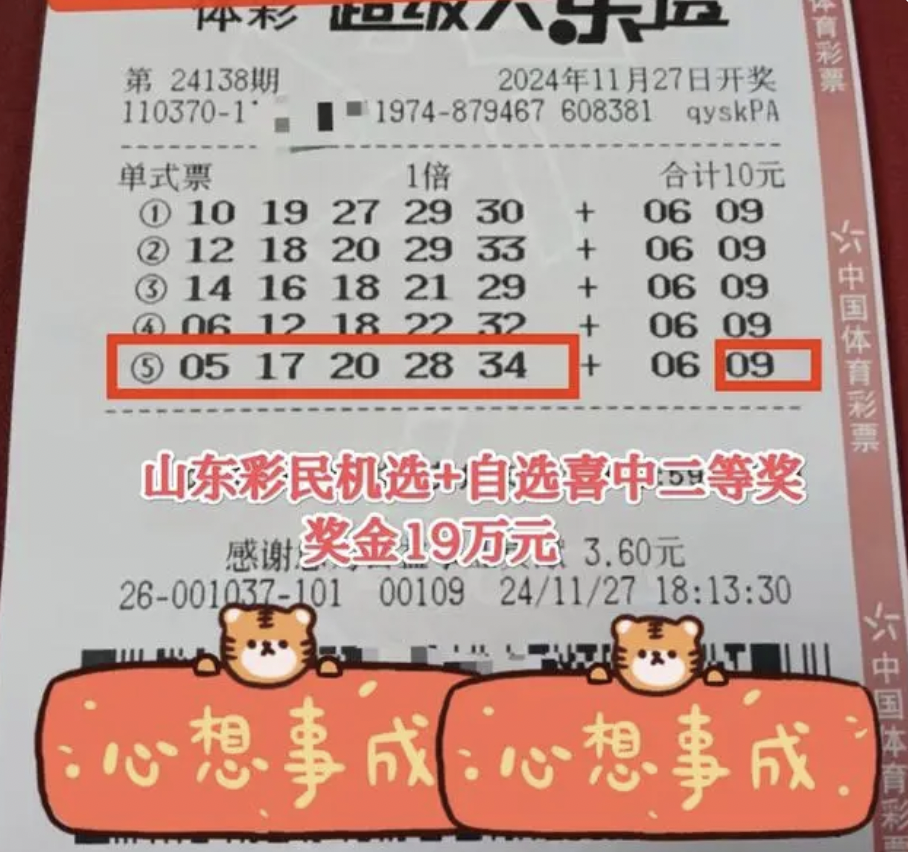 体彩 超级大乐透
第 24138期 2024年11月27日开奖
110370-1 1974-879467 608381 qyskPA
单式票 1倍 合计10元
① 10 19 27 29 30 + 06 09
② 12 18 20 29 33 + 06 09
③ 14 16 18 21 29 + 06 09
④ 06 12 18 22 32 + 06 09
⑤ 05 17 20 28 34 + 06 09
:59
山东彩民机选+自选喜中二等奖
奖金19万元
感谢 3.60元
26-001037-101 00109 24/11/27 18:13:30
心想事成 心想事成
体育彩票
中国体育彩票
中国体育彩